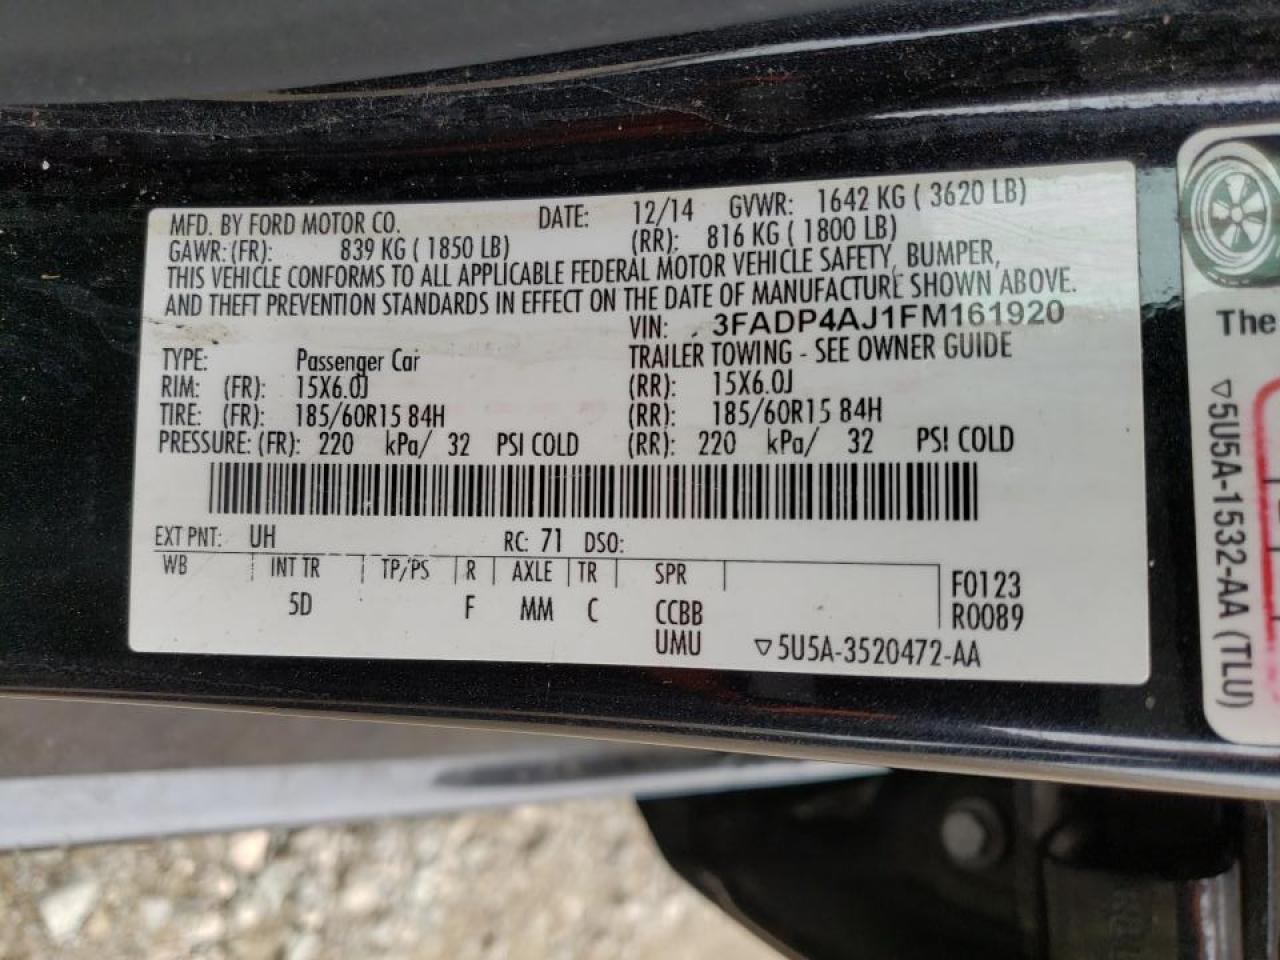 MFD. BY FORD MOTOR CO. DATE: 12/14 GVWR: 1642 KG ( 3620 LB)
GAWR: (FR): 839 KG ( 1850 LB) (RR): 816 KG ( 1800 LB)
THIS VEHICLE CONFORMS TO ALL APPLICABLE FEDERAL MOTOR VEHICLE SAFETY, BUMPER,
AND THEFT PREVENTION STANDARDS IN EFFECT ON THE DATE OF MANUFACTURE SHOWN ABOVE.
VIN: 3FADP4AJ1FM161920
TYPE: Passenger Car TRAILER TOWING - SEE OWNER GUIDE
RIM: (FR): 15X6.0J (RR): 15X6.0J
TIRE: (FR): 185/60R15 84H (RR): 185/60R15 84H
PRESSURE: (FR): 220 kPa/ 32 PSI COLD (RR): 220 kPa/ 32 PSI COLD
EXT PNT: UH RC: 71 DSO:
WB INT TR TP/PS R AXLE TR SPR F0123
5D F MM C CCBB R0089
UMU ▽5U5A-3520472-AA
The
▽5U5A-1532-AA (TLU)